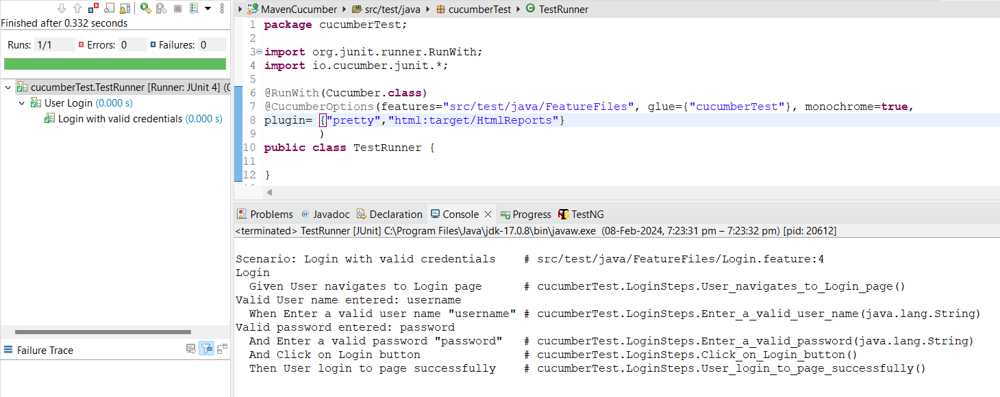 Finished after 0.332 seconds
Runs: 1/1 Errors: 0 Failures: 0
cucumberTest.TestRunner [Runner: JUnit 4] (0
User Login (0.000 s)
Login with valid credentials (0.000 s)
Failure Trace
MavenCucumber src/test/java cucumberTest TestRunner
1 package cucumberTest;
2
3 import org.junit.runner.RunWith;
4 import io.cucumber.junit.*;
5
6 @RunWith(Cucumber.class)
7 @CucumberOptions(features="src/test/java/FeatureFiles", glue={"cucumberTest"}, monochrome=true,
8 plugin= {"pretty","html:target/HtmlReports"}
9 )
10 public class TestRunner {
11
12 }
Problems @ Javadoc Declaration Console Progress TestNG
<terminated> TestRunner [JUnit] C:\Program Files\Java\jdk-17.0.8\bin\javaw.exe (08-Feb-2024, 7:23:31 pm – 7:23:32 pm) [pid: 20612]
Scenario: Login with valid credentials # src/test/java/FeatureFiles/Login.feature:4
Login
Given User navigates to Login page # cucumberTest.LoginSteps.User_navigates_to_Login_page()
Valid User name entered: username
When Enter a valid user name "username" # cucumberTest.LoginSteps.Enter_a_valid_user_name(java.lang.String)
Valid password entered: password
And Enter a valid password "password" # cucumberTest.LoginSteps.Enter_a_valid_password(java.lang.String)
And Click on Login button # cucumberTest.LoginSteps.Click_on_Login_button()
Then User login to page successfully # cucumberTest.LoginSteps.User_login_to_page_successfully()